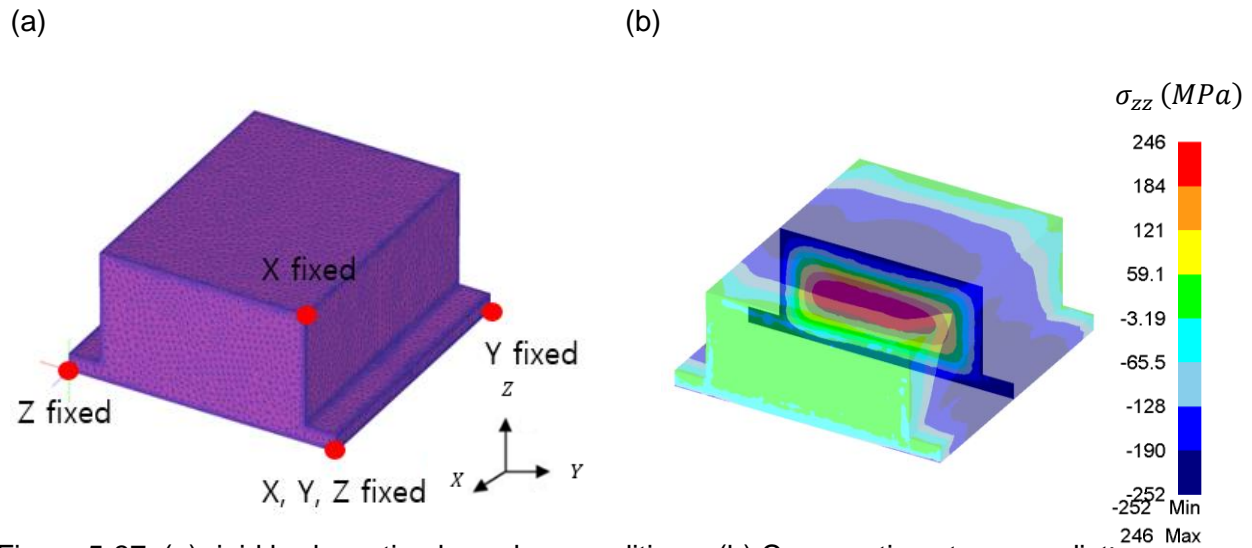 (a)
(b)
X fixed
Y fixed
Z fixed
X, Y, Z fixed
Z
X
Y
σzz (MPa)
246
184
121
59.1
-3.19
-65.5
-128
-190
-252
-252 Min
246 Max